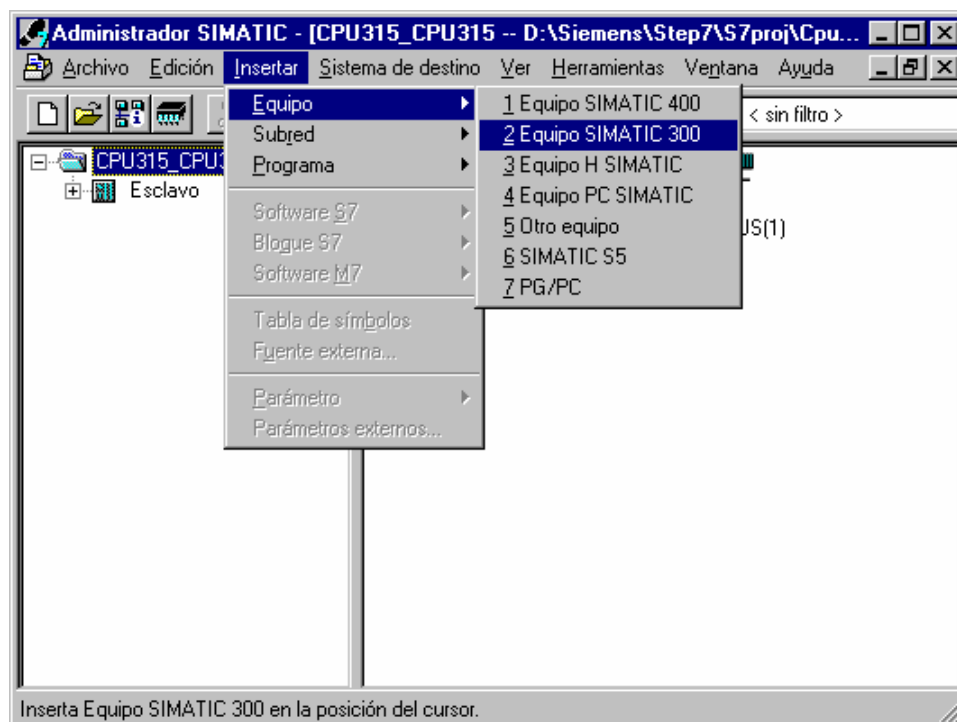 Administrador SIMATIC - [CPU315_CPU315 -- D:\Siemens\Step7\S7proj\Cpu...
Archivo Edición Insertar Sistema de destino Ver Herramientas Ventana Ayuda
< sin filtro >
CPU315_CPU3
Esclavo
Equipo
Subred
Programa
Software S7
Bloque S7
Software M7
Tabla de símbolos
Fuente externa...
Parámetro
Parámetros externos...
1 Equipo SIMATIC 400
2 Equipo SIMATIC 300
3 Equipo H SIMATIC
4 Equipo PC SIMATIC
5 Otro equipo
6 SIMATIC S5
7 PG/PC
US(1)
Inserta Equipo SIMATIC 300 en la posición del cursor.